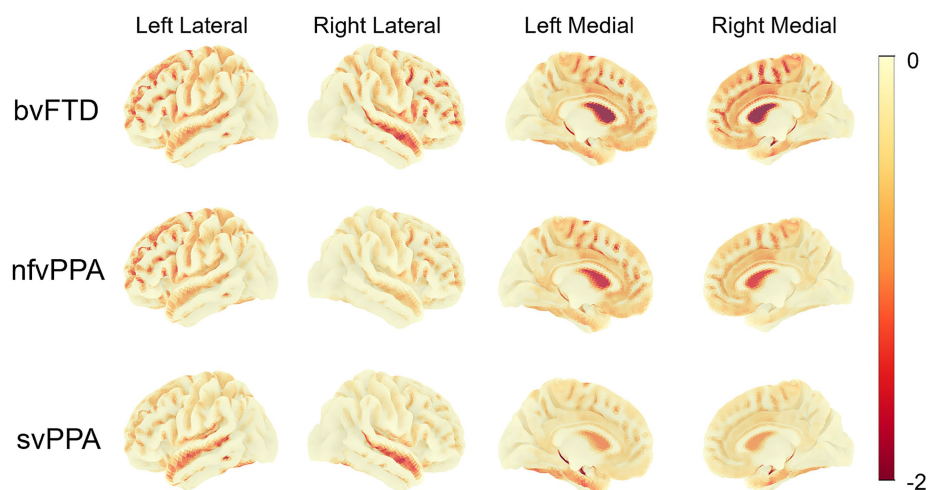 Left Lateral Right Lateral Left Medial Right Medial
0
bvFTD
nfvPPA
svPPA
-2